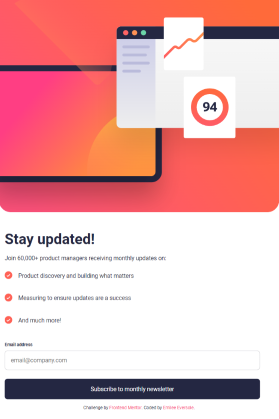 94
Stay updated!
Join 60,000+ product managers receiving monthly updates on:
Product discovery and building what matters
Measuring to ensure updates are a success
And much more!
Email address
email@company.com
Subscribe to monthly newsletter
Challenge by Frontend Mentor. Coded by